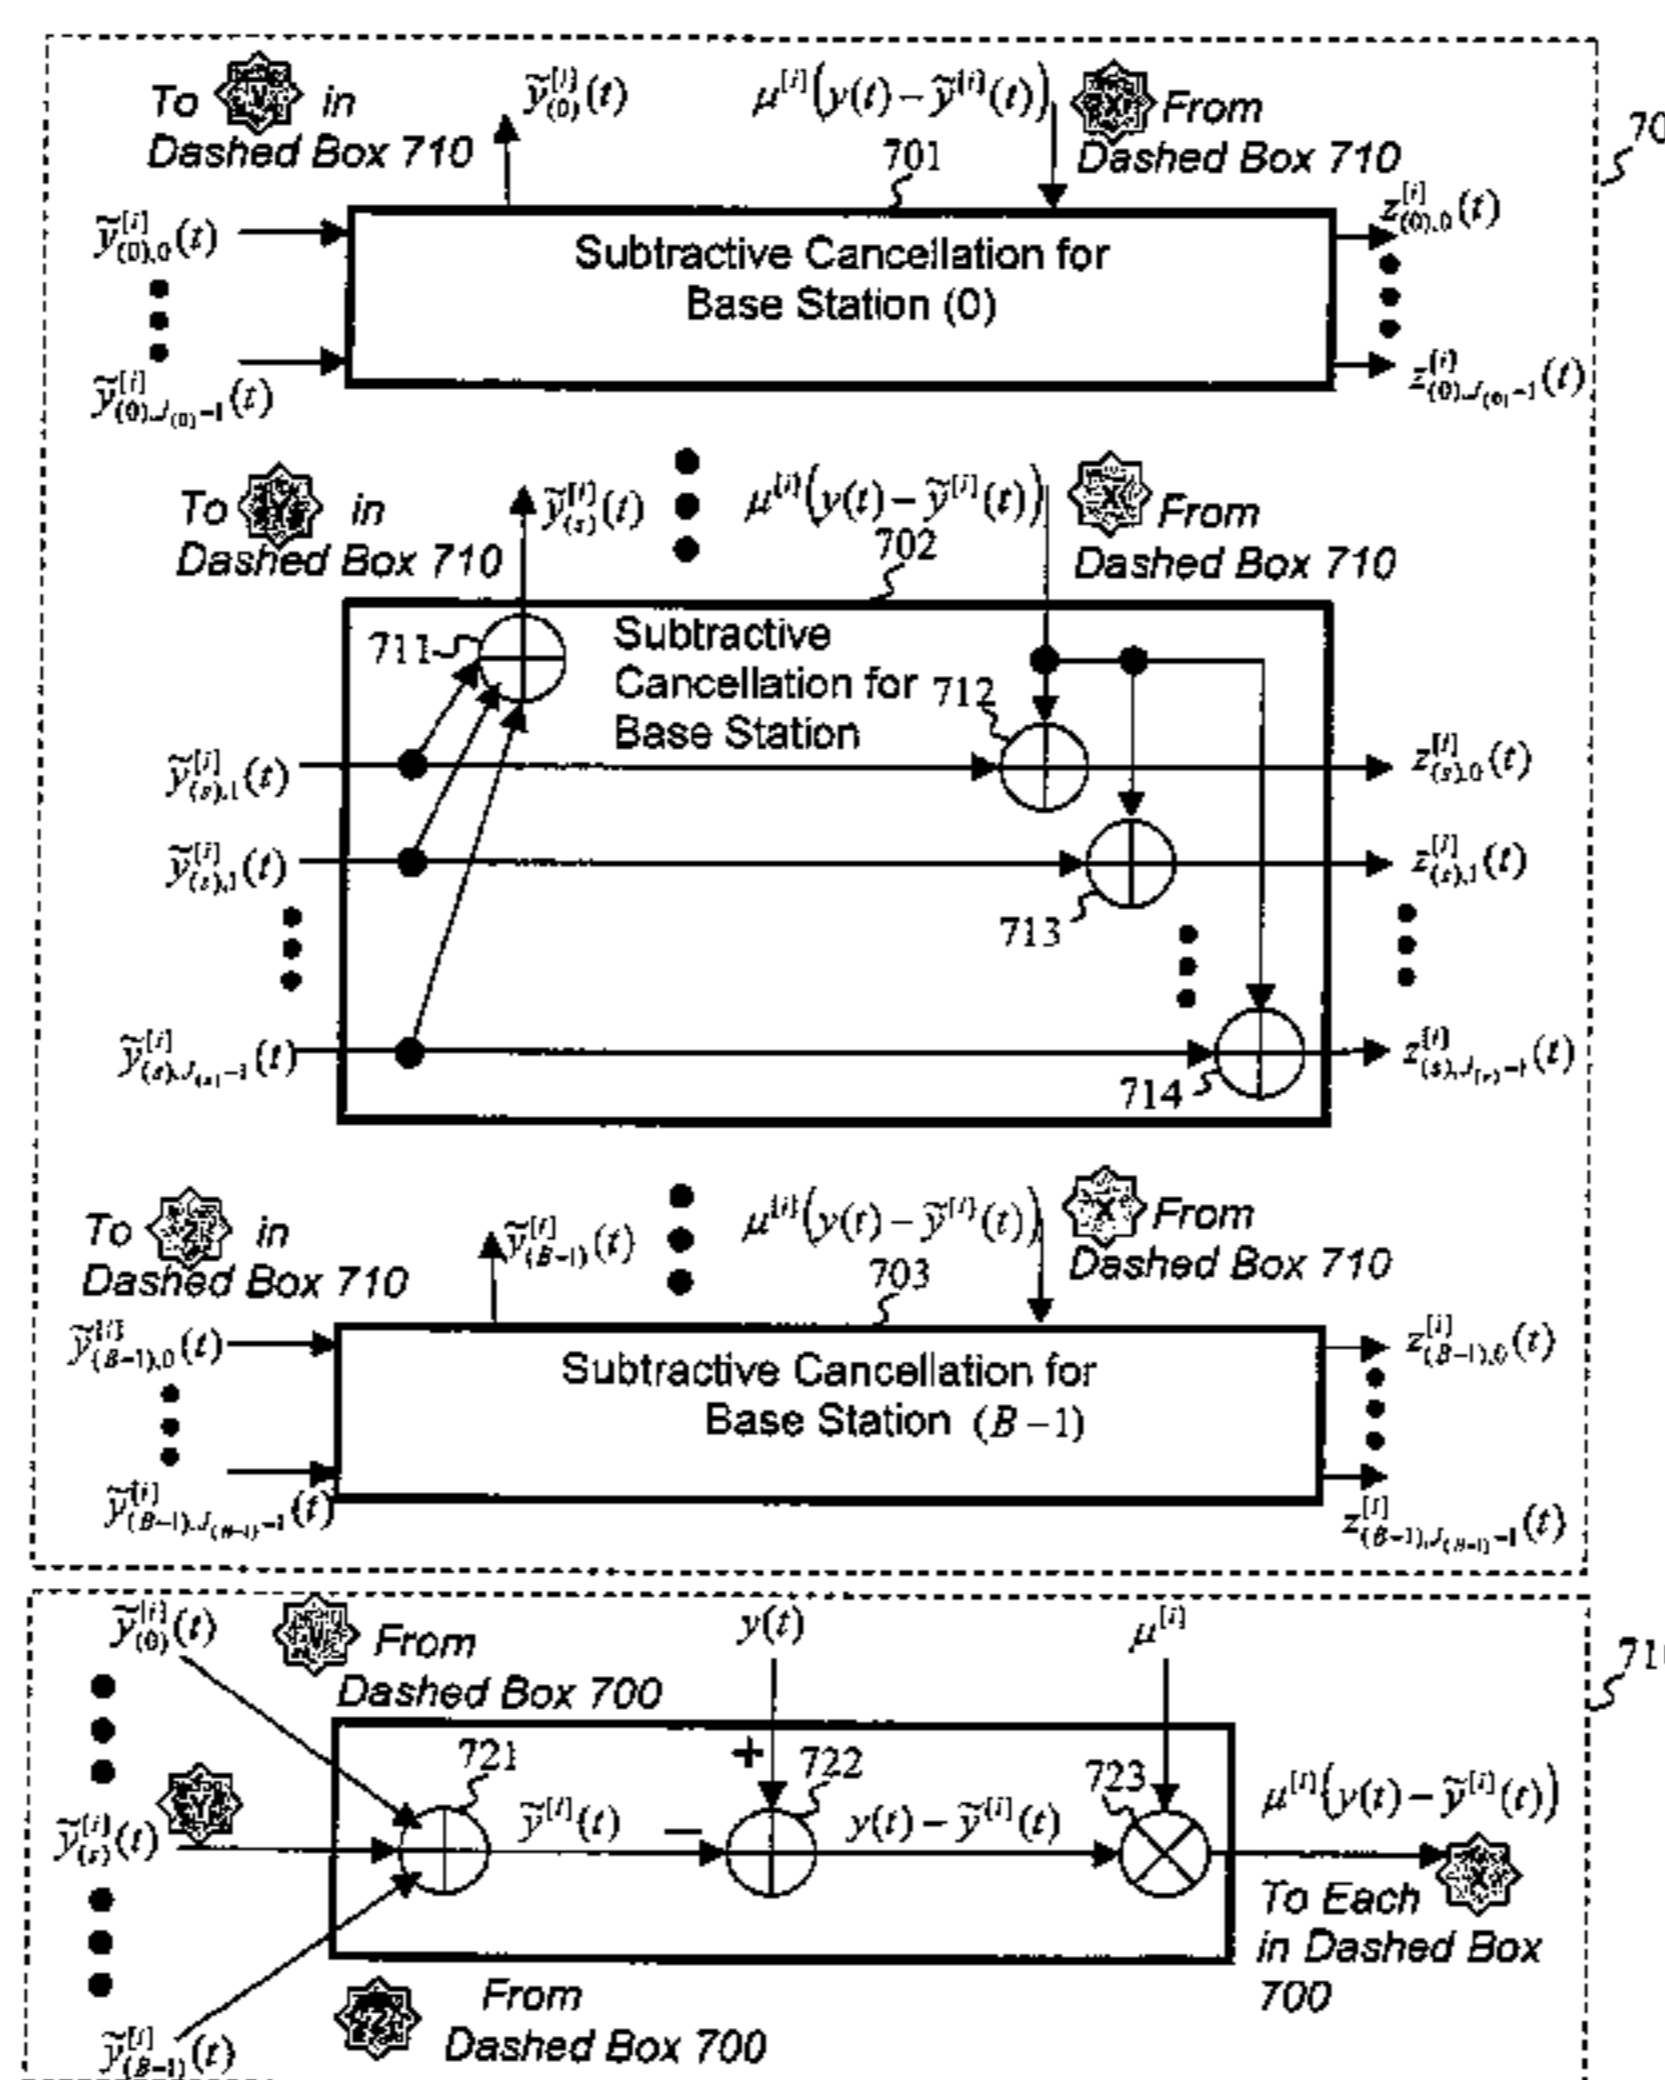 To in
Dashed Box 710
ỹ^{[i]}_{(0)}(t)
μ^{[i]}(y(t) − ỹ^{[i]}(t))
X From
Dashed Box 710
701
70
ỹ^{[i]}_{(0),0}(t)
Subtractive Cancellation for
Base Station (0)
z^{[i]}_{(0),0}(t)
ỹ^{[i]}_{(0),J_{(0)}−1}(t)
z^{[i]}_{(0),J_{(0)}−1}(t)
To Y in
Dashed Box 710
ỹ^{[i]}_{(s)}(t)
μ^{[i]}(y(t) − ỹ^{[i]}(t))
X From
Dashed Box 710
702
711
Subtractive
Cancellation for
Base Station
712
ỹ^{[i]}_{(s),1}(t)
z^{[i]}_{(s),0}(t)
ỹ^{[i]}_{(s),1}(t)
z^{[i]}_{(s),1}(t)
713
ỹ^{[i]}_{(s),J_{(s)}−1}(t)
z^{[i]}_{(s),J_{(s)}−1}(t)
714
To Z in
Dashed Box 710
ỹ^{[i]}_{(B−1)}(t)
μ^{[i]}(y(t) − ỹ^{[i]}(t))
X From
Dashed Box 710
703
ỹ^{[i]}_{(B−1),0}(t)
Subtractive Cancellation for
Base Station (B−1)
z^{[i]}_{(B−1),0}(t)
ỹ^{[i]}_{(B−1),J_{(B−1)}−1}(t)
z^{[i]}_{(B−1),J_{(B−1)}−1}(t)
ỹ^{[i]}_{(0)}(t)
From
Dashed Box 700
y(t)
μ^{[i]}
71
721
+
722
723
Y
ỹ^{[i]}_{(s)}(t)
ỹ^{[i]}(t)
−
y(t) − ỹ^{[i]}(t)
μ^{[i]}(y(t) − ỹ^{[i]}(t))
To Each X
in Dashed Box
700
Z From
Dashed Box 700
ỹ^{[i]}_{(B−1)}(t)